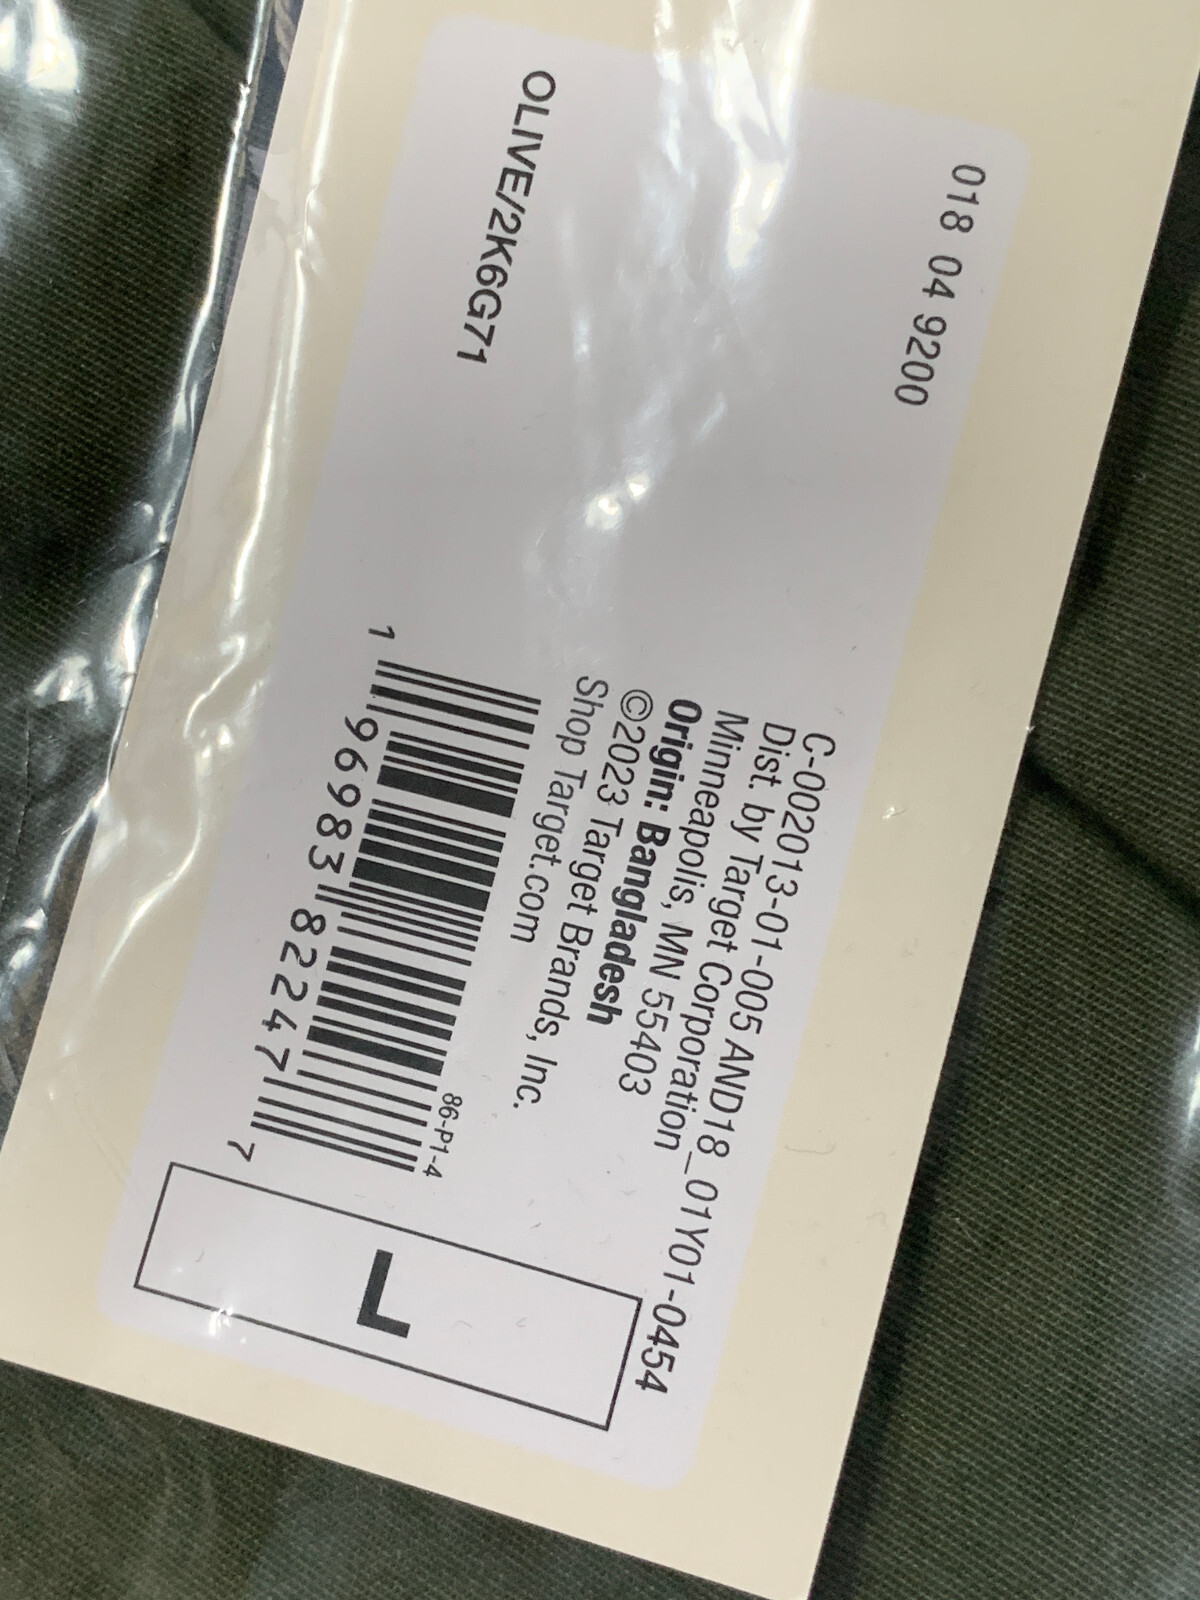 018 04 9200
C-002013-01-005 AND18_01Y01-0454
Dist. by Target Corporation
Minneapolis, MN 55403
Origin: Bangladesh
©2023 Target Brands, Inc.
Shop Target.com
OLIVE/2K6G71
86-P1-4
1 96983 82247 7
L